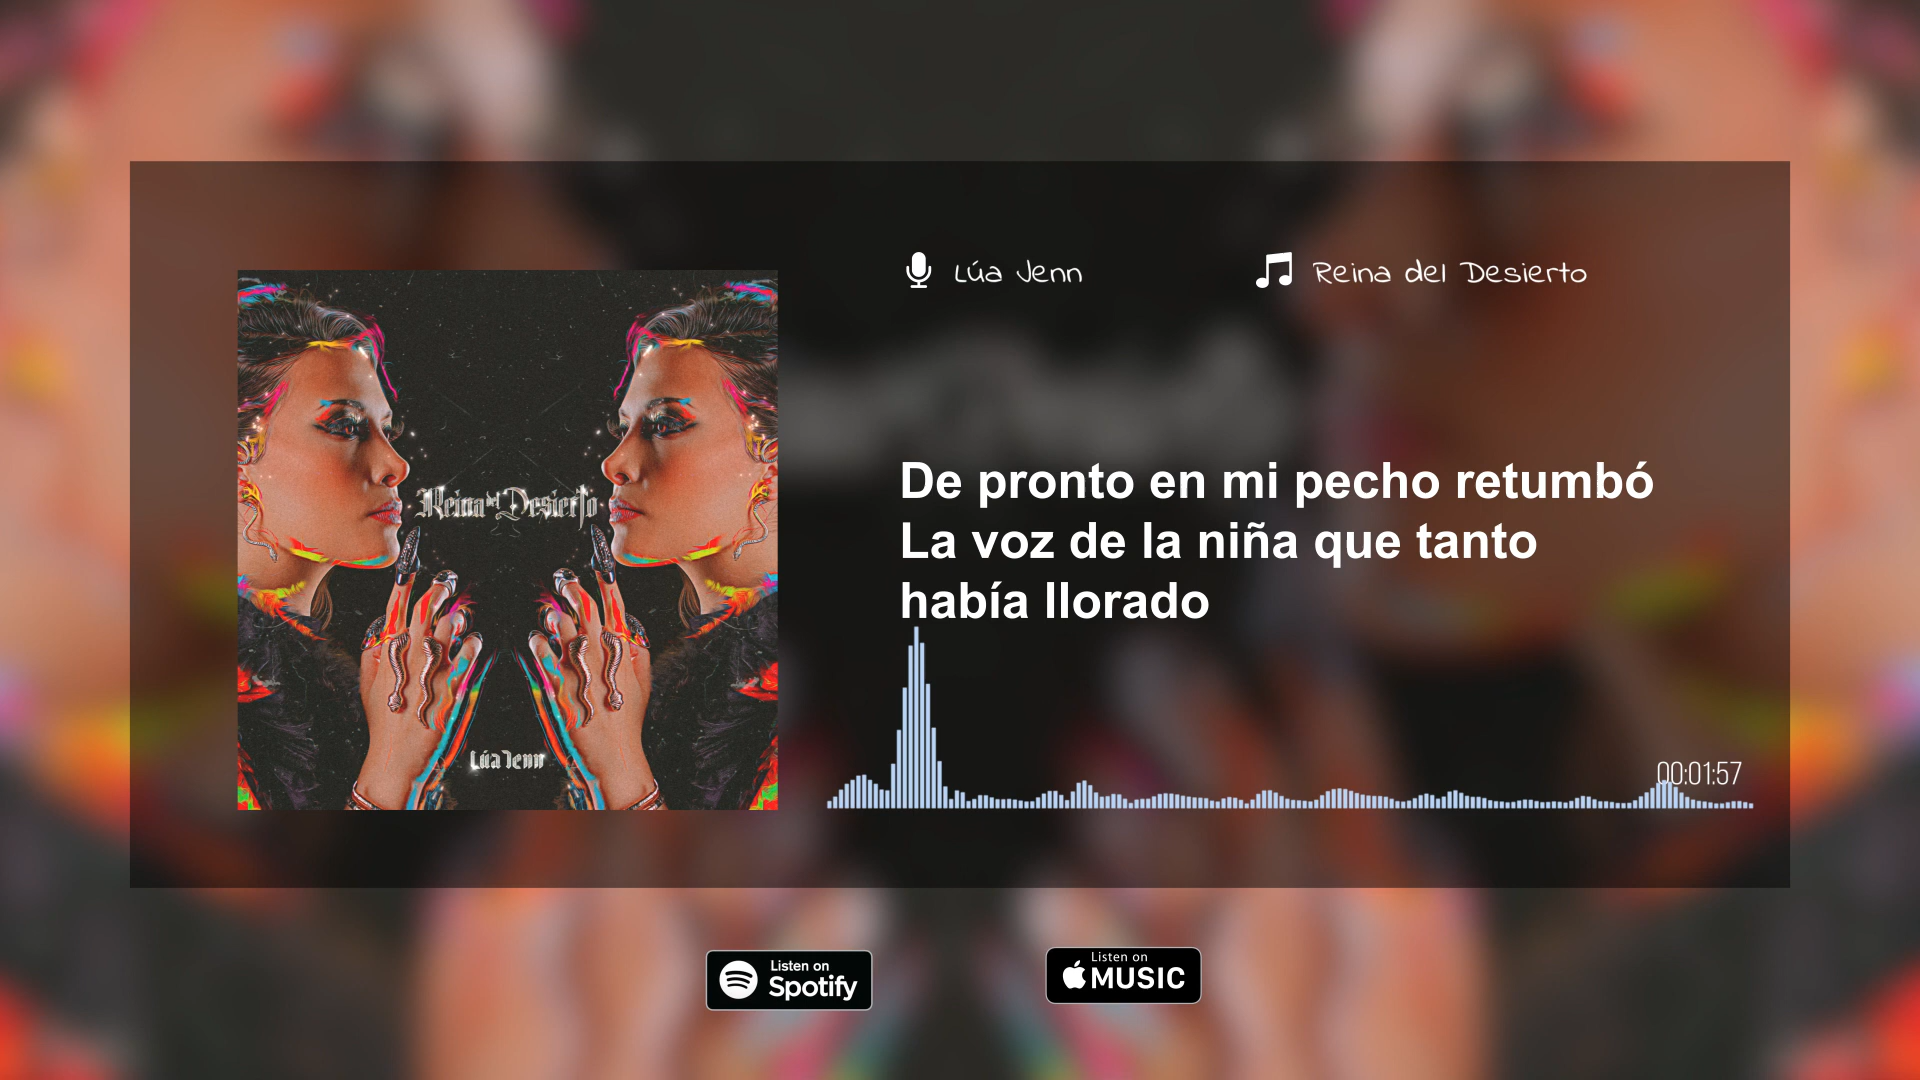 Lúa Jenn
Reina del Desierto
Reina del Desierto
De pronto en mi pecho retumbó
La voz de la niña que tanto
había llorado
Lúa Jenn
00:01:57
Listen on
Spotify
Listen on
MUSIC